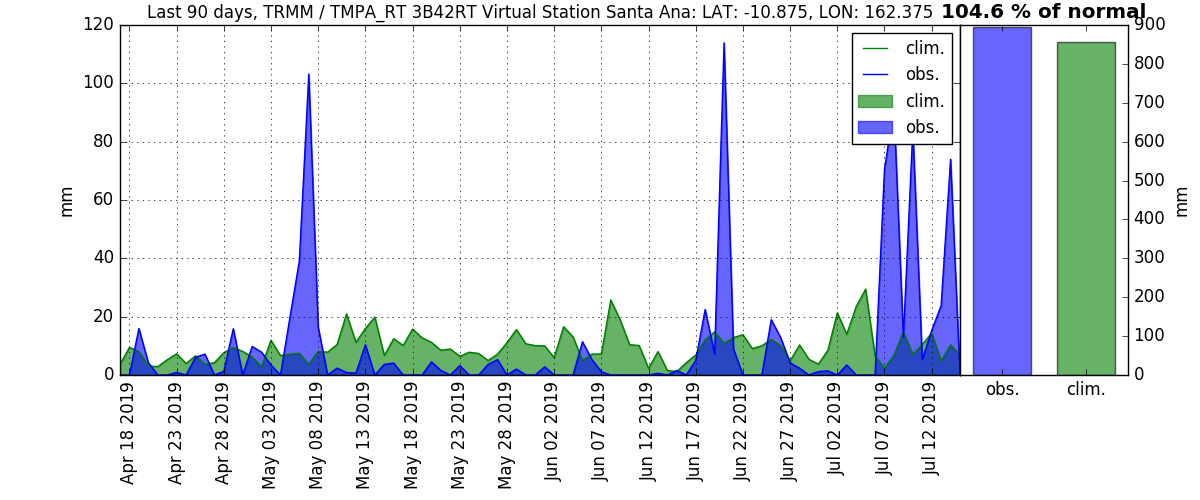 Last 90 days, TRMM / TMPA_RT 3B42RT Virtual Station Santa Ana: LAT: -10.875, LON: 162.375 104.6 % of normal
120
100
80
60
40
20
0
mm
clim.
obs.
clim.
obs.
900
800
700
600
500
400
300
200
100
0
mm
obs.
clim.
Apr 18 2019
Apr 23 2019
Apr 28 2019
May 03 2019
May 08 2019
May 13 2019
May 18 2019
May 23 2019
May 28 2019
Jun 02 2019
Jun 07 2019
Jun 12 2019
Jun 17 2019
Jun 22 2019
Jun 27 2019
Jul 02 2019
Jul 07 2019
Jul 12 2019